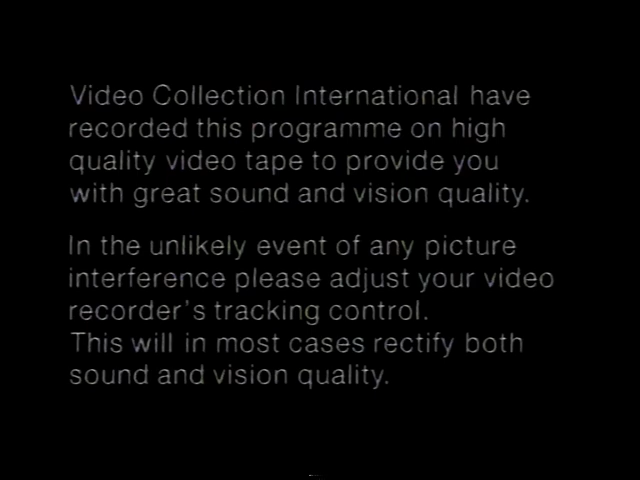 Video Collection International have
recorded this programme on high
quality video tape to provide you
with great sound and vision quality.
In the unlikely event of any picture
interference please adjust your video
recorder's tracking control.
This will in most cases rectify both
sound and vision quality.